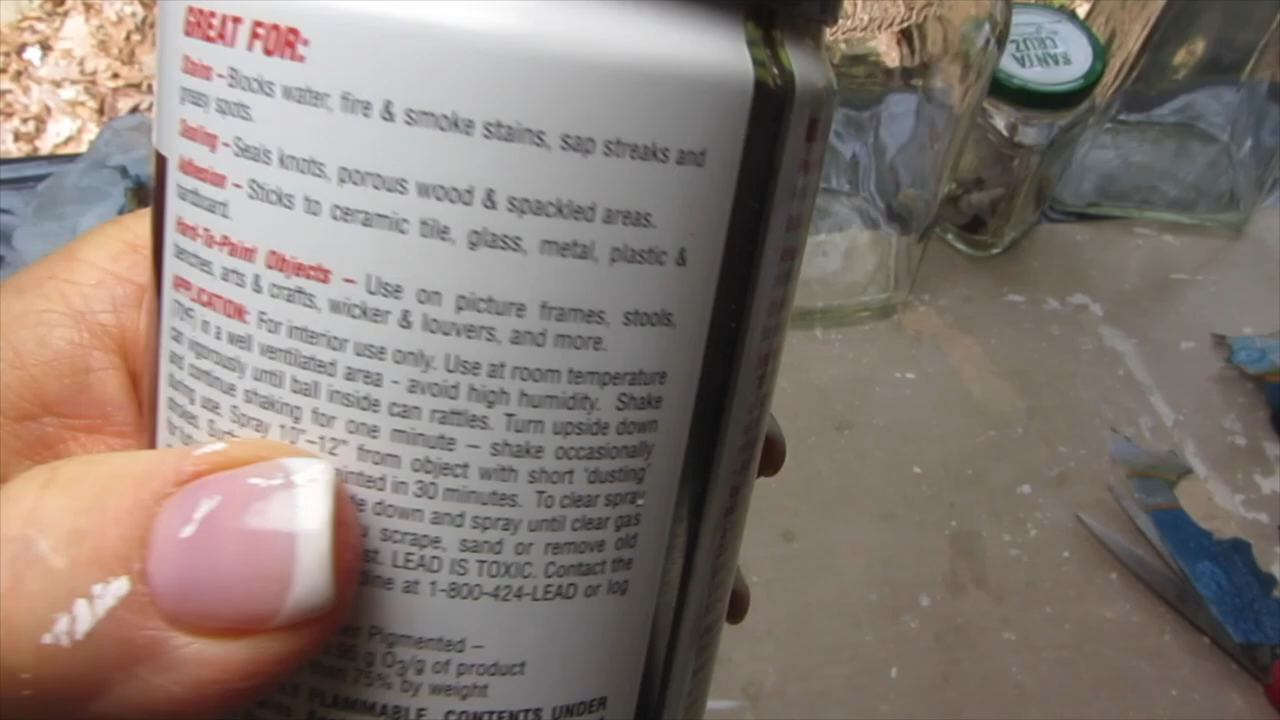 GREAT FOR:
Stains – Blocks water, fire & smoke stains, sap streaks and
greasy spots.
Sealing – Seals knots, porous wood & spackled areas.
Adhesion – Sticks to ceramic tile, glass, metal, plastic &
hardboard.
Hard-To-Paint Objects – Use on picture frames, stools,
benches, arts & crafts, wicker & louvers, and more.
APPLICATION: For interior use only. Use at room temperature
in a well ventilated area - avoid high humidity. Shake
can vigorously until ball inside can rattles. Turn upside down
and continue shaking for one minute – shake occasionally
during use. Spray 10"–12" from object with short 'dusting'
in 30 minutes. To clear spray
down and spray until clear gas
scrape, sand or remove old
LEAD IS TOXIC. Contact the
at 1-800-424-LEAD or log
Pigmented –
g O3/g of product
75% by weight
FLAMMABLE. CONTENTS UNDER
SANTA
CRUZ